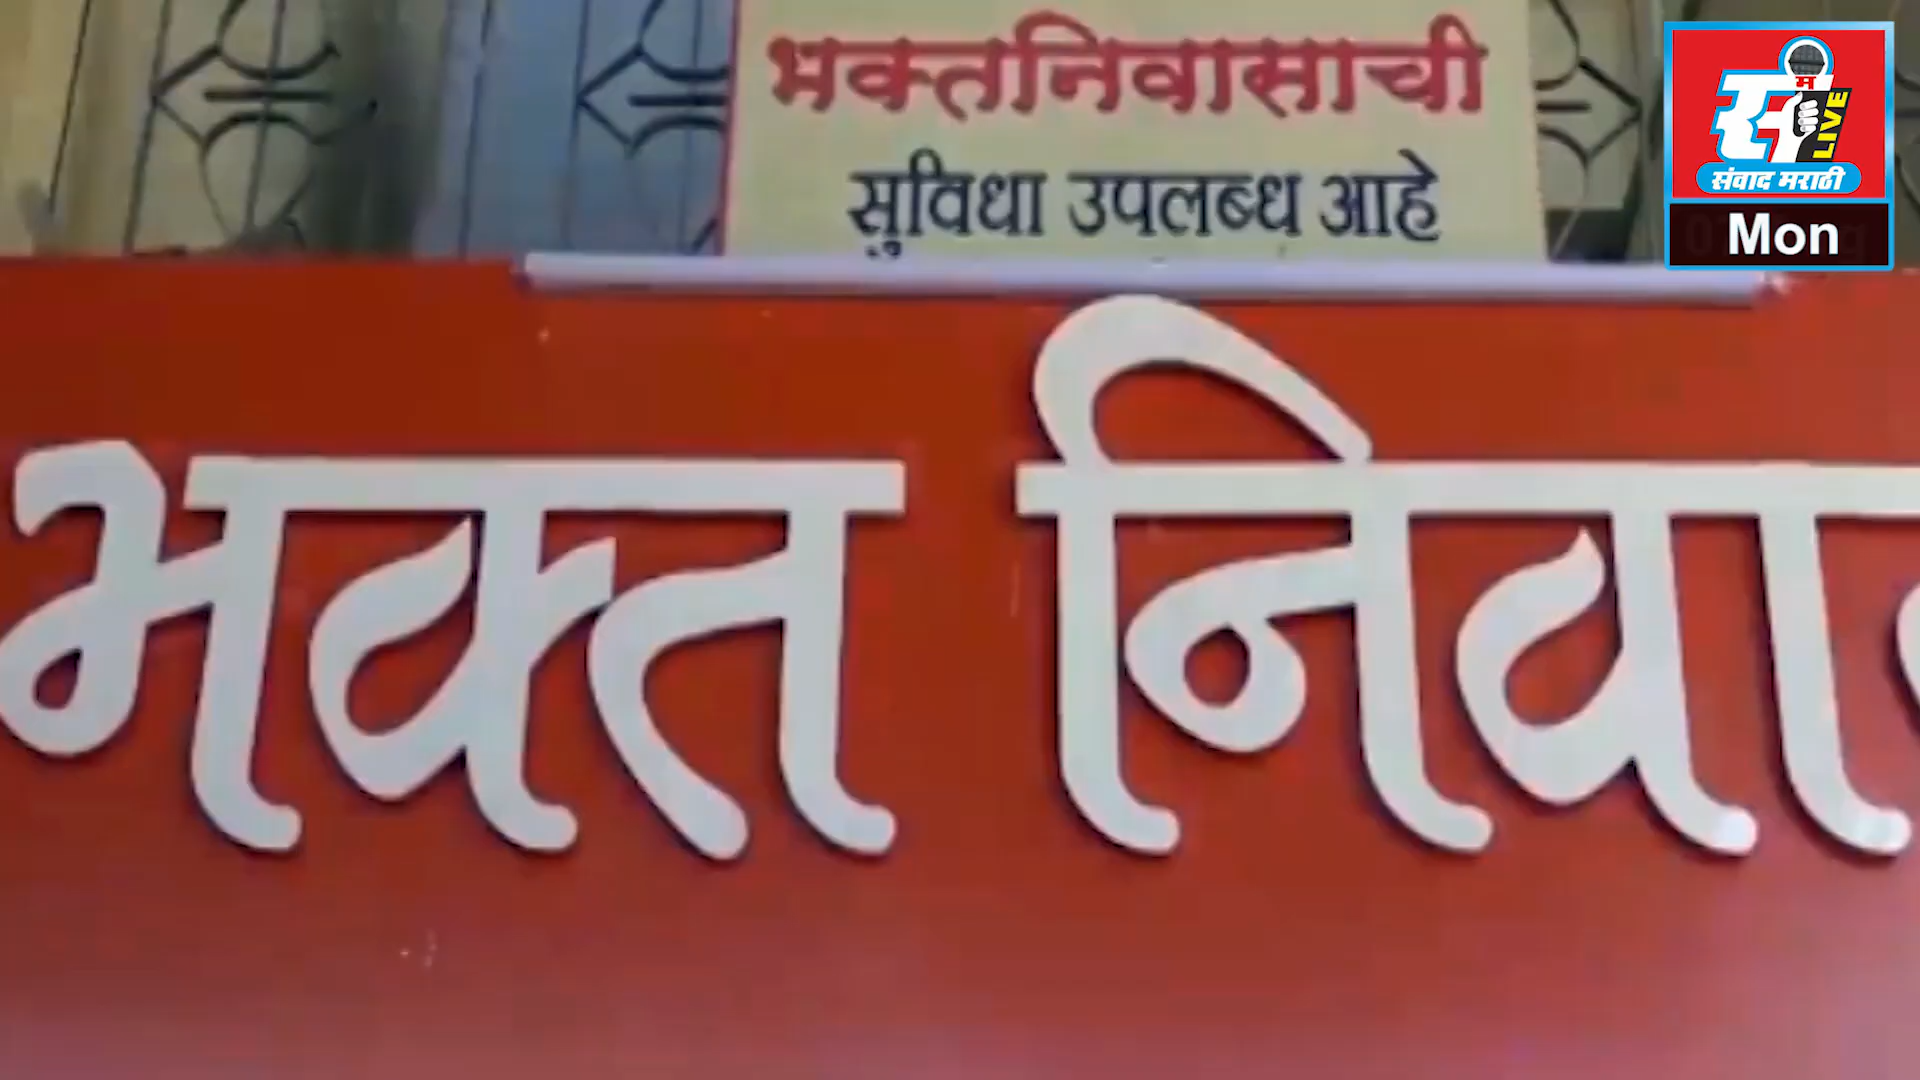 भक्तनिवासाची
सुविधा उपलब्ध आहे
भक्त निवा
म
LIVE
संवाद मराठी
Mon